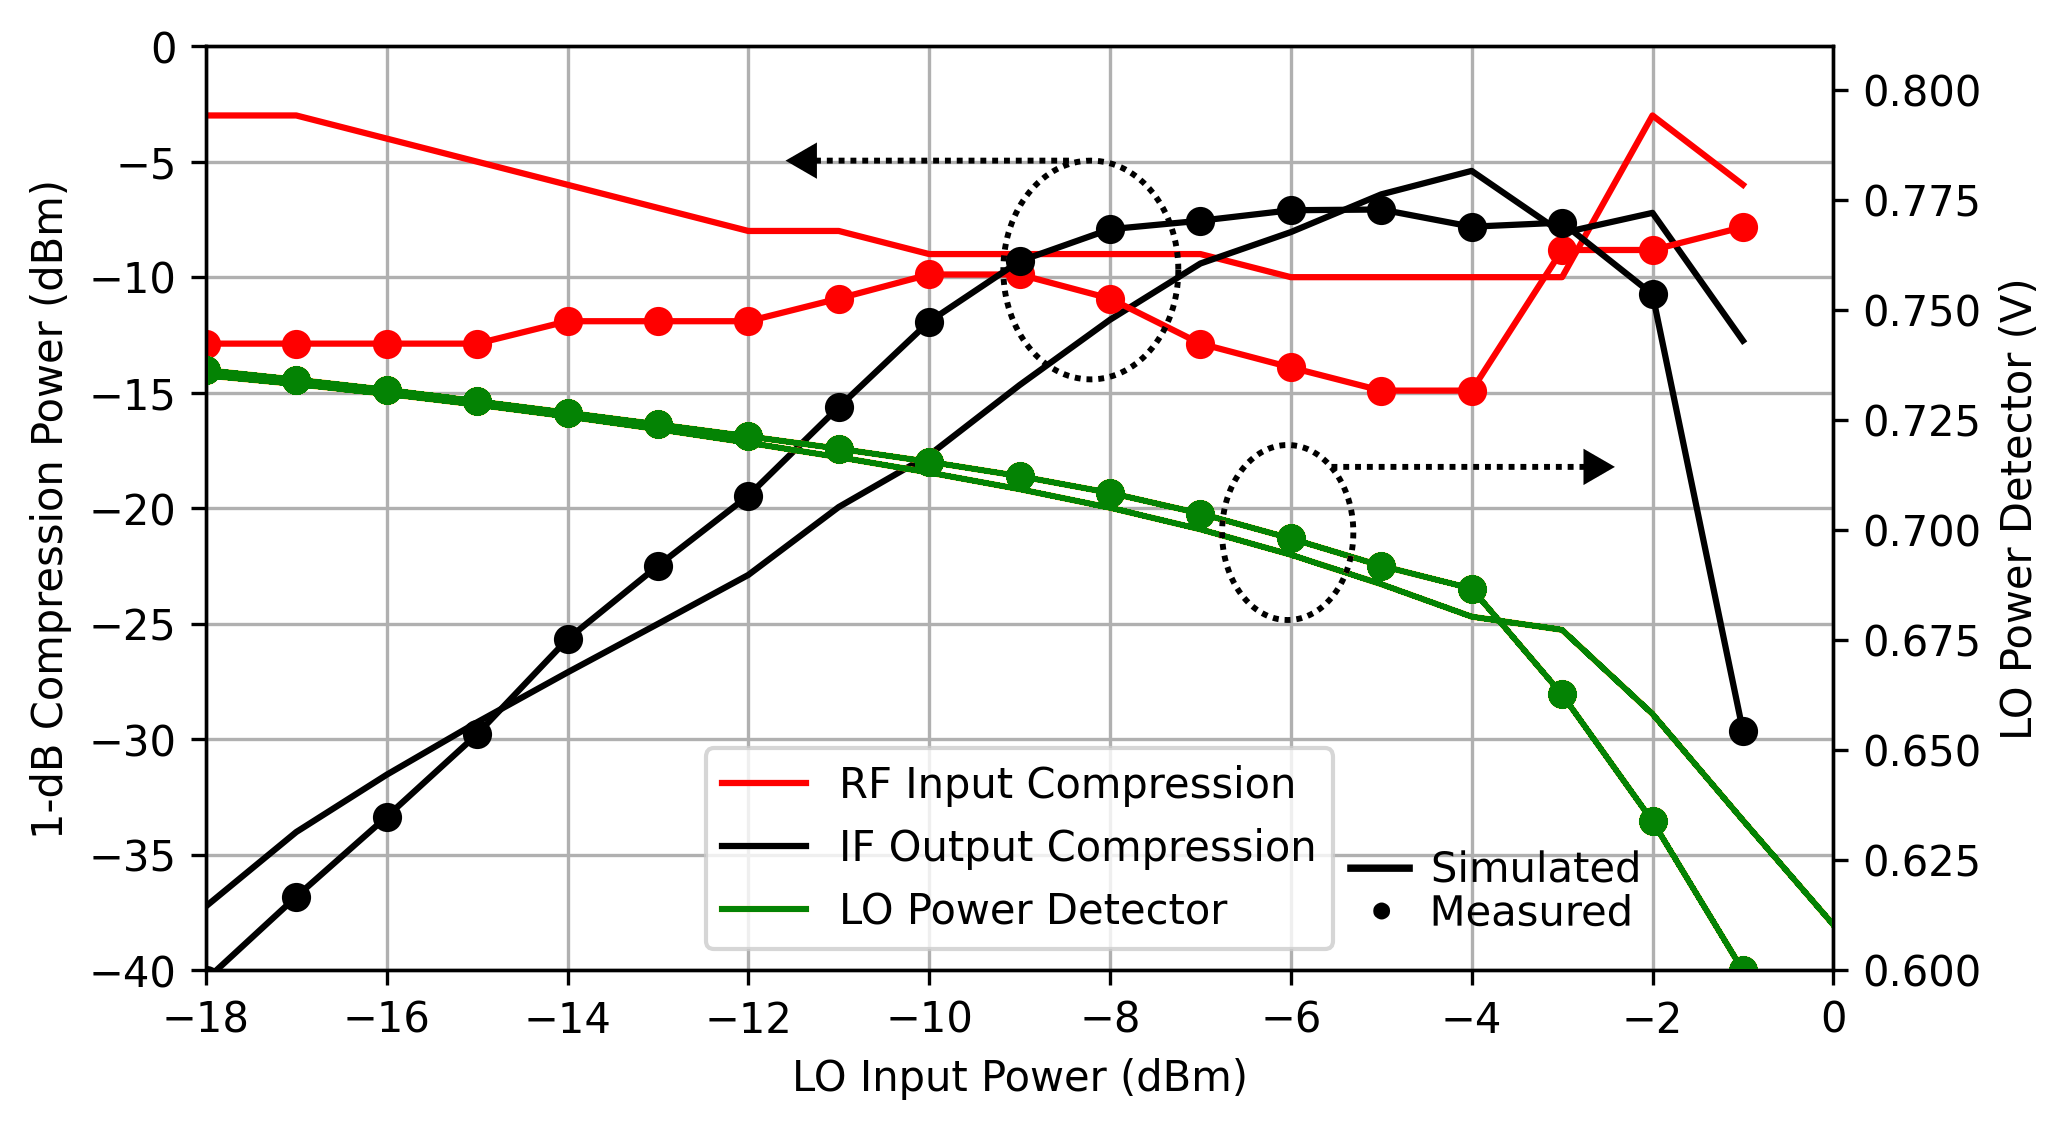 1-dB Compression Power (dBm)
0
−5
−10
−15
−20
−25
−30
−35
−40
RF Input Compression
IF Output Compression
LO Power Detector
Simulated
Measured
0.800
0.775
0.750
0.725
0.700
0.675
0.650
0.625
0.600
LO Power Detector (V)
−18 −16 −14 −12 −10 −8 −6 −4 −2 0
LO Input Power (dBm)